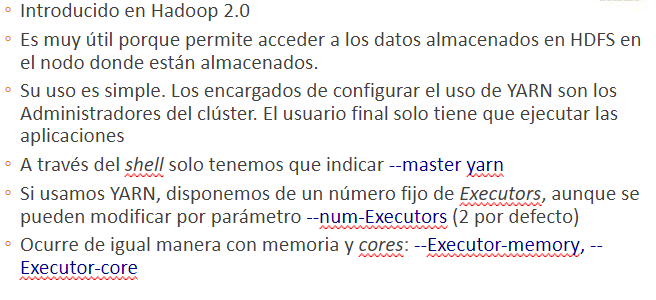 ◦ Introducido en Hadoop 2.0
◦ Es muy útil porque permite acceder a los datos almacenados en HDFS en
el nodo donde están almacenados.
◦ Su uso es simple. Los encargados de configurar el uso de YARN son los
Administradores del clúster. El usuario final solo tiene que ejecutar las
aplicaciones
◦ A través del shell solo tenemos que indicar --master yarn
◦ Si usamos YARN, disponemos de un número fijo de Executors, aunque se
pueden modificar por parámetro --num-Executors (2 por defecto)
◦ Ocurre de igual manera con memoria y cores: --Executor-memory, --
Executor-core